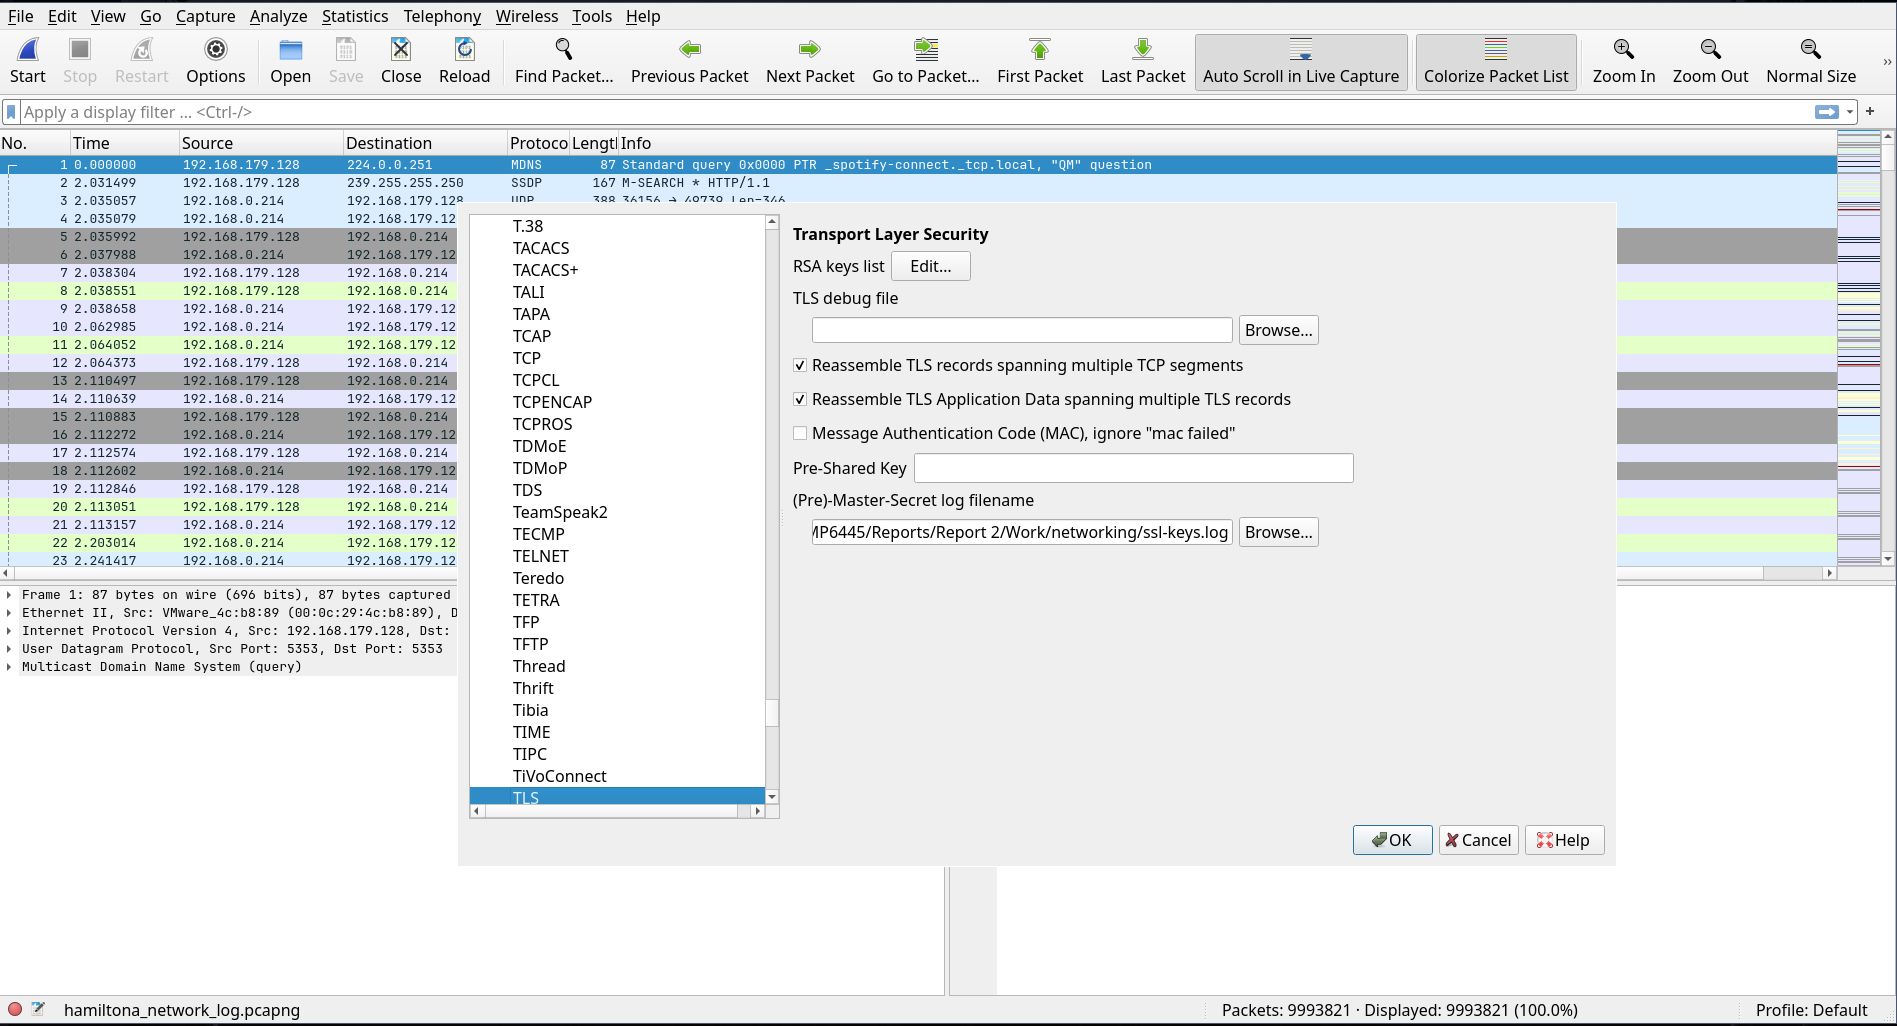 File Edit View Go Capture Analyze Statistics Telephony Wireless Tools Help
Start Stop Restart Options Open Save Close Reload Find Packet... Previous Packet Next Packet Go to Packet... First Packet Last Packet Auto Scroll in Live Capture Colorize Packet List Zoom In Zoom Out Normal Size »
Apply a display filter ... <Ctrl-/> +
No. Time Source Destination Protoco Lengtl Info
1 0.000000 192.168.179.128 224.0.0.251 MDNS 87 Standard query 0x0000 PTR _spotify-connect._tcp.local, "QM" question
2 2.031499 192.168.179.128 239.255.255.250 SSDP 167 M-SEARCH * HTTP/1.1
3 2.035057 192.168.0.214 192.168.179.128 UDP 388 36156 → 49739 Len=346
4 2.035079 192.168.0.214 192.168.179.12
5 2.035992 192.168.179.128 192.168.0.214
6 2.037988 192.168.0.214 192.168.179.12
7 2.038304 192.168.179.128 192.168.0.214
8 2.038551 192.168.179.128 192.168.0.214
9 2.038658 192.168.0.214 192.168.179.12
10 2.062985 192.168.0.214 192.168.179.12
11 2.064052 192.168.0.214 192.168.179.12
12 2.064373 192.168.179.128 192.168.0.214
13 2.110497 192.168.179.128 192.168.0.214
14 2.110639 192.168.0.214 192.168.179.12
15 2.110883 192.168.179.128 192.168.0.214
16 2.112272 192.168.0.214 192.168.179.12
17 2.112574 192.168.179.128 192.168.0.214
18 2.112602 192.168.0.214 192.168.179.12
19 2.112846 192.168.179.128 192.168.0.214
20 2.113051 192.168.179.128 192.168.0.214
21 2.113157 192.168.0.214 192.168.179.12
22 2.203014 192.168.0.214 192.168.179.12
23 2.241417 192.168.0.214 192.168.179.12
Frame 1: 87 bytes on wire (696 bits), 87 bytes captured
Ethernet II, Src: VMware_4c:b8:89 (00:0c:29:4c:b8:89), D
Internet Protocol Version 4, Src: 192.168.179.128, Dst:
User Datagram Protocol, Src Port: 5353, Dst Port: 5353
Multicast Domain Name System (query)
T.38
TACACS
TACACS+
TALI
TAPA
TCAP
TCP
TCPCL
TCPENCAP
TCPROS
TDMoE
TDMoP
TDS
TeamSpeak2
TECMP
TELNET
Teredo
TETRA
TFP
TFTP
Thread
Thrift
Tibia
TIME
TIPC
TiVoConnect
TLS
Transport Layer Security
RSA keys list Edit...
TLS debug file
Browse...
Reassemble TLS records spanning multiple TCP segments
Reassemble TLS Application Data spanning multiple TLS records
Message Authentication Code (MAC), ignore "mac failed"
Pre-Shared Key
(Pre)-Master-Secret log filename
MP6445/Reports/Report 2/Work/networking/ssl-keys.log Browse...
OK Cancel Help
hamiltona_network_log.pcapng Packets: 9993821 · Displayed: 9993821 (100.0%) Profile: Default